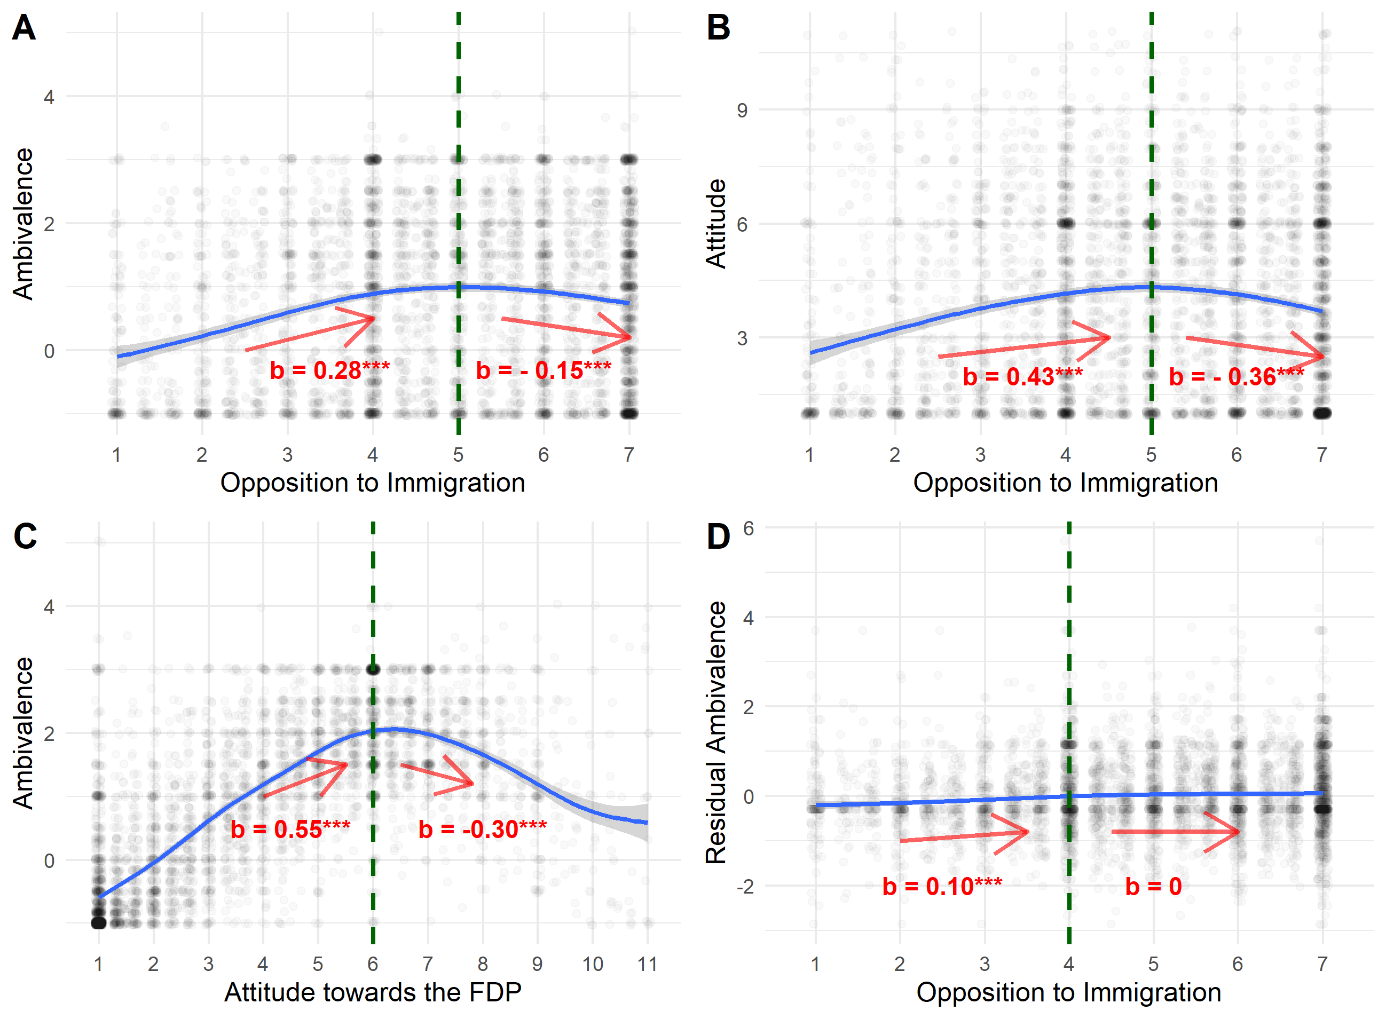 A
Ambivalence
4
2
0
b = 0.28***
b = - 0.15***
1 2 3 4 5 6 7
Opposition to Immigration
B
Attitude
9
6
3
b = 0.43***
b = - 0.36***
1 2 3 4 5 6 7
Opposition to Immigration
C
Ambivalence
4
2
0
b = 0.55***
b = -0.30***
1 2 3 4 5 6 7 8 9 10 11
Attitude towards the FDP
D
Residual Ambivalence
6
4
2
0
-2
b = 0.10***
b = 0
1 2 3 4 5 6 7
Opposition to Immigration